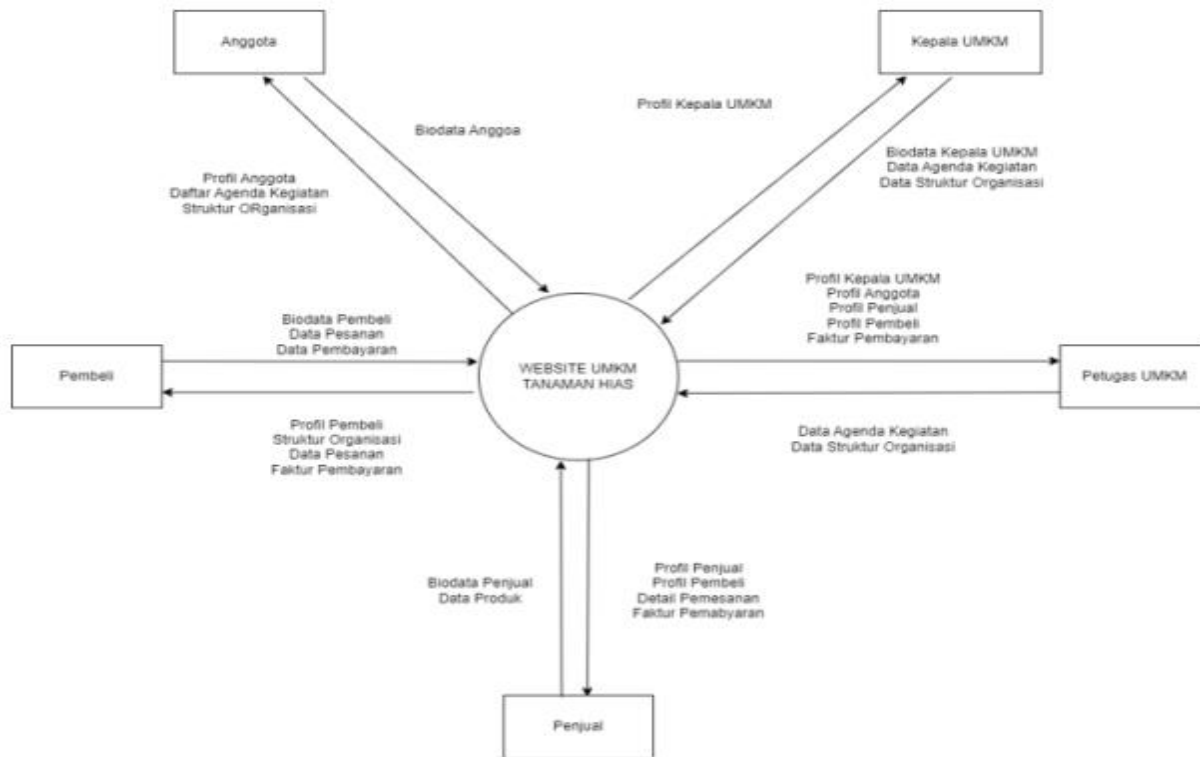 Anggota
Kepala UMKM
Profil Kepala UMKM
Biodata Anggoa
Biodata Kepala UMKM
Data Agenda Kegiatan
Data Struktur Organisasi
Profil Anggota
Daftar Agenda Kegiatan
Struktur ORganisasi
Profil Kepala UMKM
Profil Anggota
Profil Penjual
Profil Pembeli
Faktur Pembayaran
Biodata Pembeli
Data Pesanan
Data Pembayaran
Pembeli
WEBSITE UMKM
TANAMAN HIAS
Petugas UMKM
Profil Pembeli
Struktur Organisasi
Data Pesanan
Faktur Pembayaran
Data Agenda Kegiatan
Data Struktur Organisasi
Biodata Penjual
Data Produk
Profil Penjual
Profil Pembeli
Detail Pemesanan
Faktur Pemabyaran
Penjual